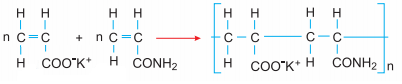 H H H H H H H H
n C = C + n C = C → C C C C
H COO⁻K⁺ H CONH₂ H COO⁻K⁺ H CONH₂ n